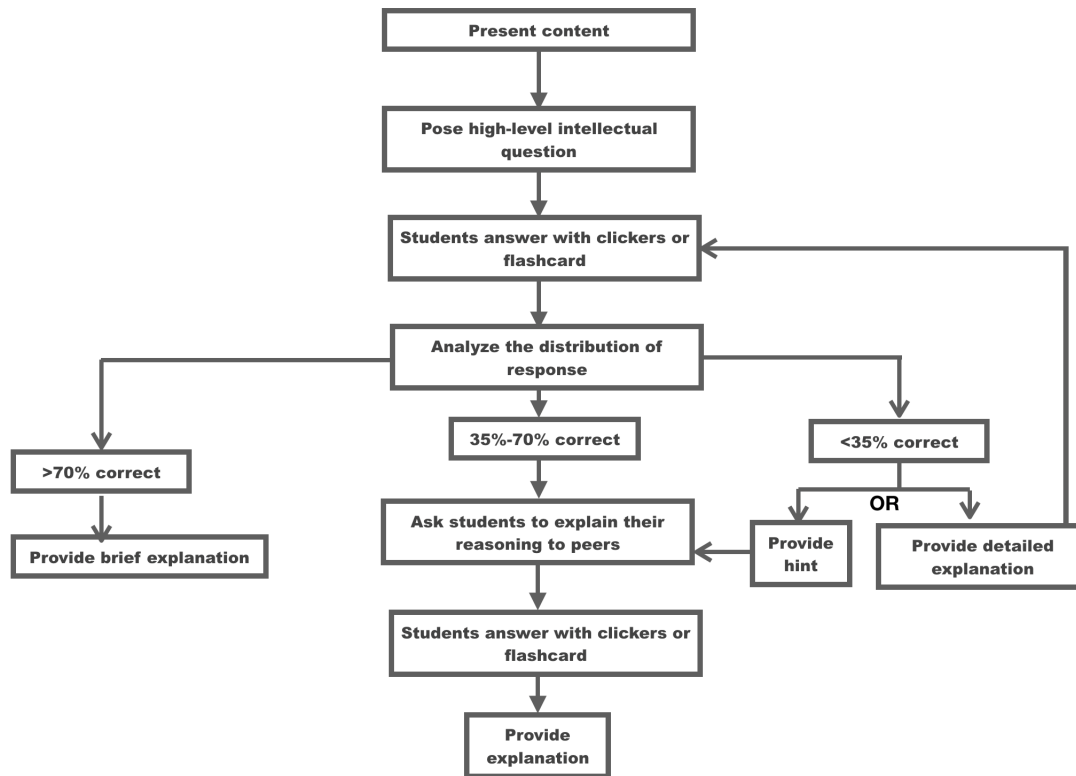 Present content
Pose high-level intellectual
question
Students answer with clickers or
flashcard
Analyze the distribution of
response
>70% correct
35%-70% correct
<35% correct
OR
Provide brief explanation
Ask students to explain their
reasoning to peers
Provide
hint
Provide detailed
explanation
Students answer with clickers or
flashcard
Provide
explanation